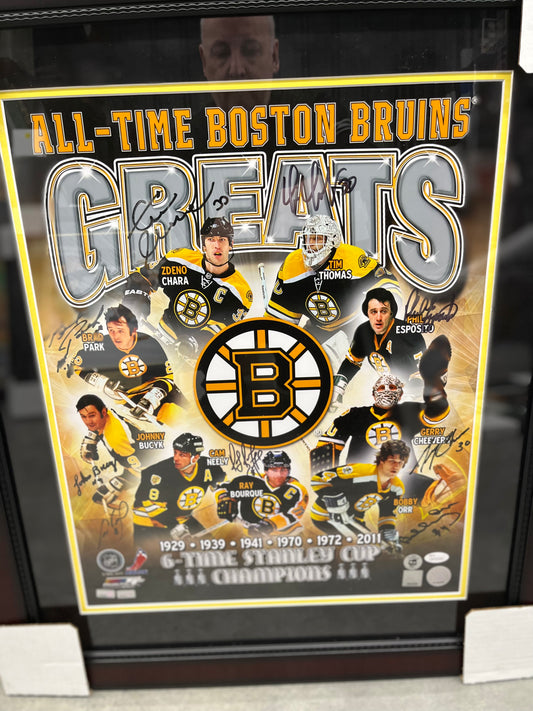 ALL-TIME BOSTON BRUINS
GREATS
ZDENO
CHARA
TIM
THOMAS
BRAD
PARK
PHIL
ESPOSITO
B
JOHNNY
BUCYK
CAM
NEELY
RAY
BOURQUE
GERRY
CHEEVERS
BOBBY
ORR
1929 • 1939 • 1941 • 1970 • 1972 • 2011
6-TIME STANLEY CUP
CHAMPIONS